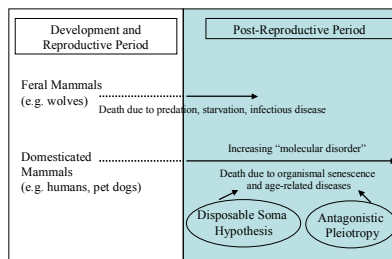 Development and
Reproductive Period
Post-Reproductive Period
Feral Mammals
(e.g. wolves)
Death due to predation, starvation, infectious disease
Increasing "molecular disorder"
Domesticated
Mammals
(e.g. humans, pet dogs)
Death due to organismal senescence
and age-related diseases
Disposable Soma
Hypothesis
Antagonistic
Pleiotropy